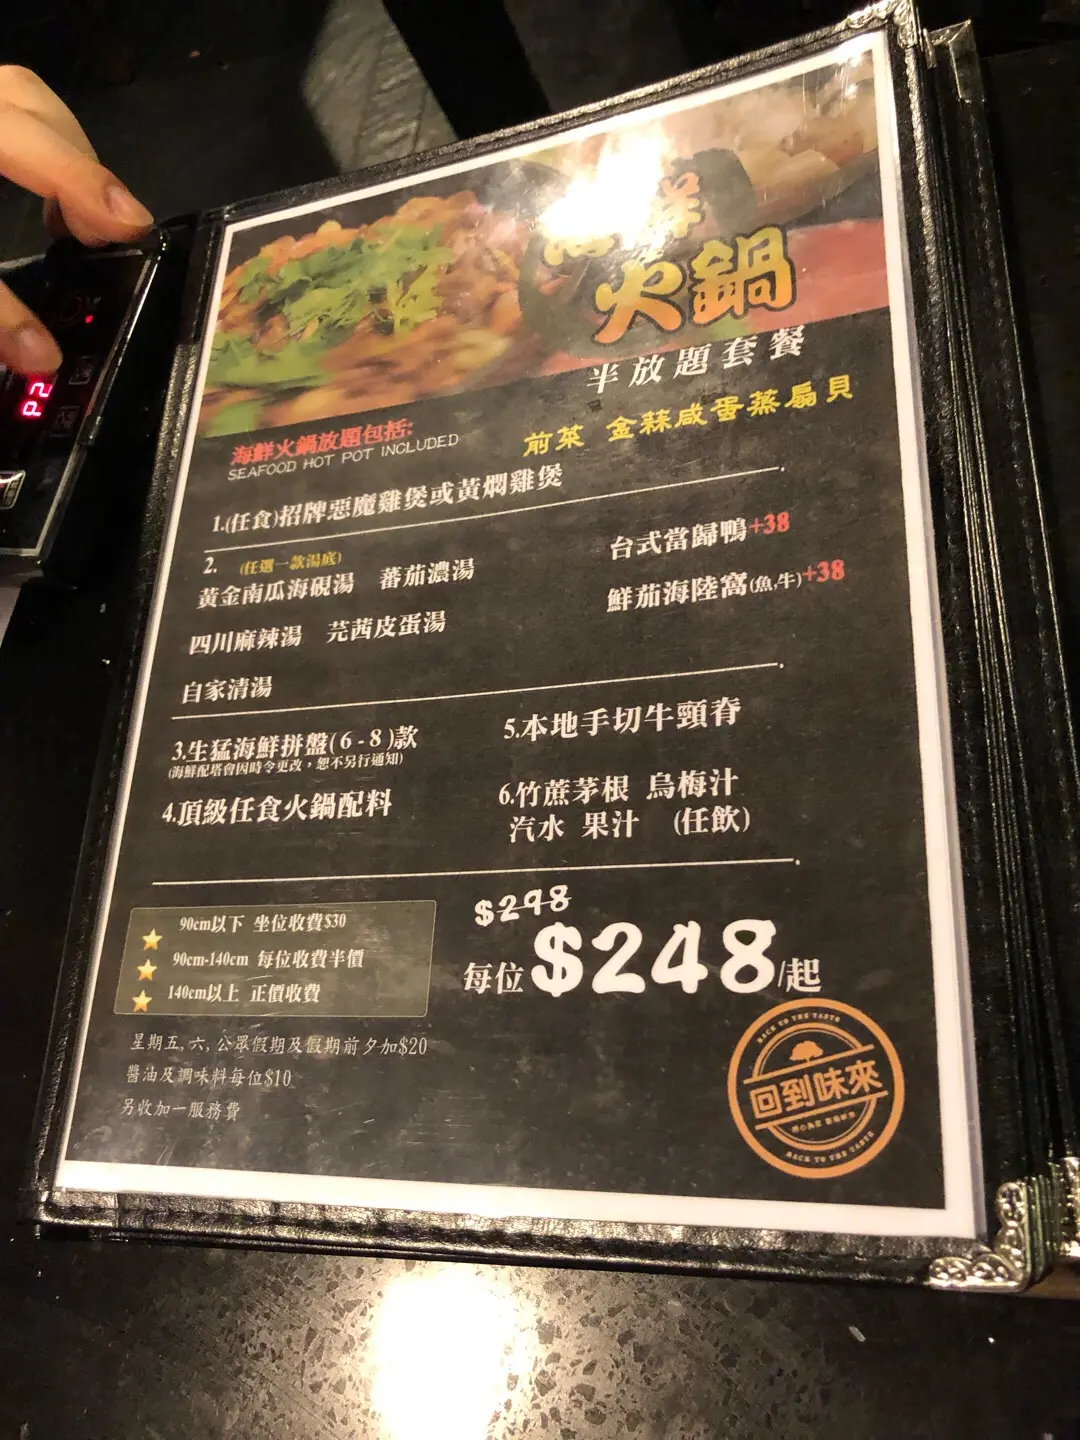 鮮
火鍋
半放題套餐
前菜 金蒜咸蛋蒸扇貝
海鮮火鍋放題包括:
SEAFOOD HOT POT INCLUDED
1.(任食)招牌惡魔雞煲或黃燜雞煲
2. (任選一款湯底)
黃金南瓜海硯湯 蕃茄濃湯
台式當歸鴨+38
四川麻辣湯 芫茜皮蛋湯
鮮茄海陸窩(魚,牛)+38
自家清湯
3.生猛海鮮拼盤(6-8)款
(海鮮配塔會因時令更改，恕不另行通知)
4.頂級任食火鍋配料
5.本地手切牛頸脊
6.竹蔗茅根 烏梅汁
汽水 果汁 (任飲)
90cm以下 坐位收費$30
90cm-140cm 每位收費半價
140cm以上 正價收費
$298
每位$248/起
星期五,六,公眾假期及假期前夕加$20
醬油及調味料每位$10
另收加一服務費
BACK TO THE TASTE
回到味來
BACK TO THE TASTE
P2